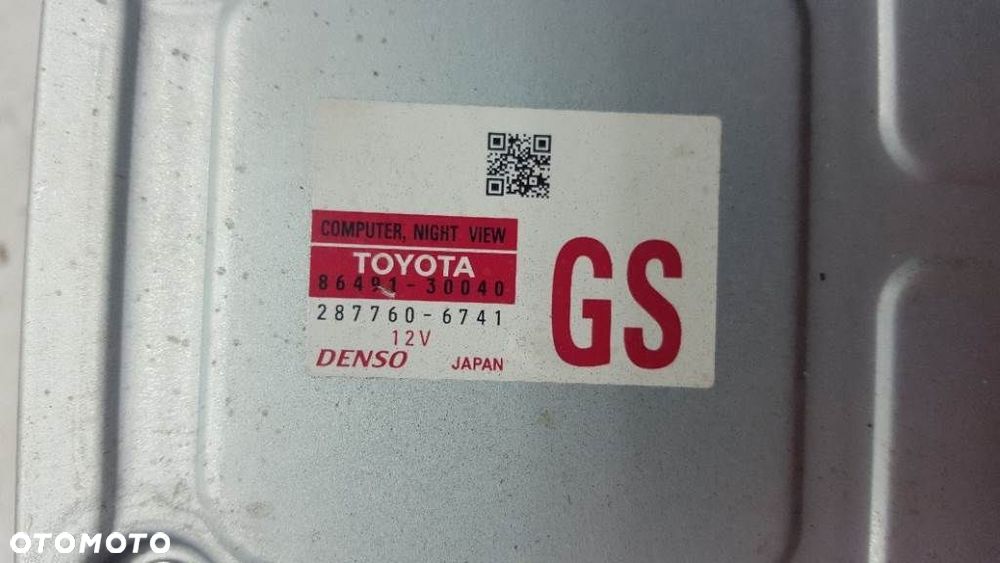 COMPUTER, NIGHT VIEW
TOYOTA
86491-30040
287760-6741
12V
DENSO JAPAN
GS
OTOMOTO